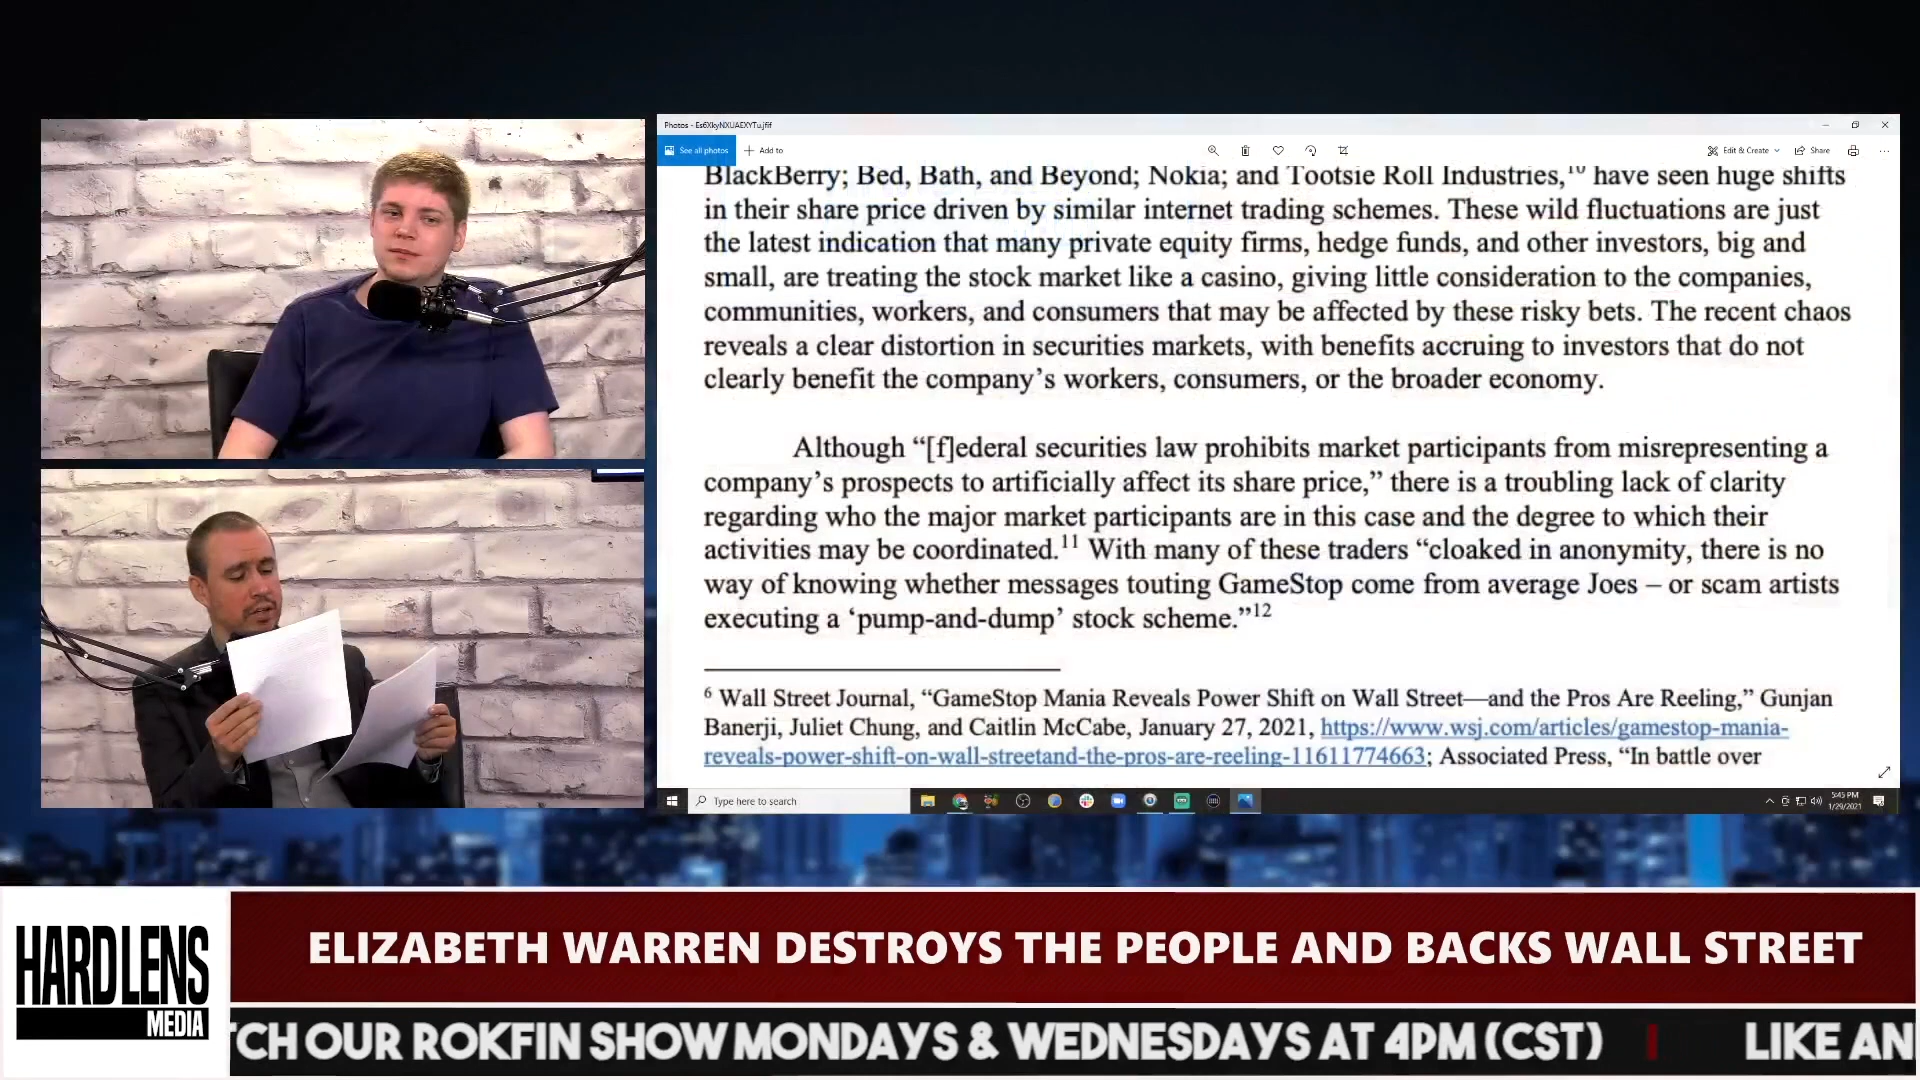 Photos - Es6XkyNXUAEXYTu.jfif
See all photos
Add to
Edit & Create
Share
BlackBerry; Bed, Bath, and Beyond; Nokia; and Tootsie Roll Industries,¹⁰ have seen huge shifts
in their share price driven by similar internet trading schemes. These wild fluctuations are just
the latest indication that many private equity firms, hedge funds, and other investors, big and
small, are treating the stock market like a casino, giving little consideration to the companies,
communities, workers, and consumers that may be affected by these risky bets. The recent chaos
reveals a clear distortion in securities markets, with benefits accruing to investors that do not
clearly benefit the company’s workers, consumers, or the broader economy.
Although “[f]ederal securities law prohibits market participants from misrepresenting a
company’s prospects to artificially affect its share price,” there is a troubling lack of clarity
regarding who the major market participants are in this case and the degree to which their
activities may be coordinated.¹¹ With many of these traders “cloaked in anonymity, there is no
way of knowing whether messages touting GameStop come from average Joes – or scam artists
executing a ‘pump-and-dump’ stock scheme.”¹²
⁶ Wall Street Journal, “GameStop Mania Reveals Power Shift on Wall Street—and the Pros Are Reeling,” Gunjan
Banerji, Juliet Chung, and Caitlin McCabe, January 27, 2021, https://www.wsj.com/articles/gamestop-mania-
reveals-power-shift-on-wall-streetand-the-pros-are-reeling-11611774663; Associated Press, “In battle over
Type here to search
5:45 PM
1/29/2021
HARD LENS
MEDIA
ELIZABETH WARREN DESTROYS THE PEOPLE AND BACKS WALL STREET
TCH OUR ROKFIN SHOW MONDAYS & WEDNESDAYS AT 4PM (CST) | LIKE AN